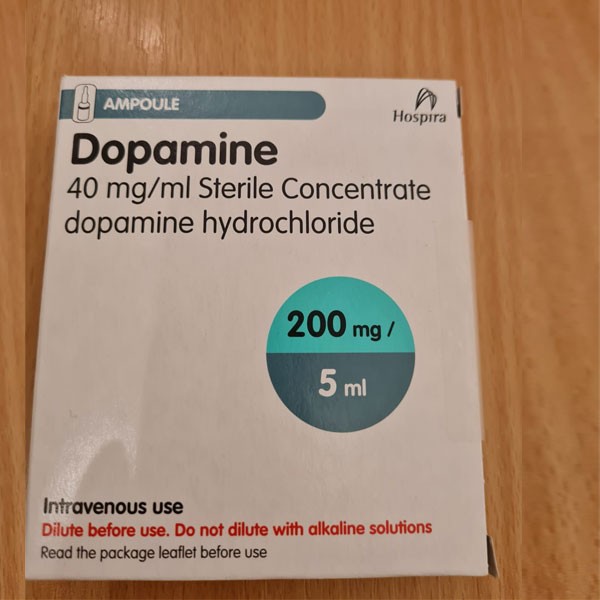 AMPOULE
Hospira
Dopamine
40 mg/ml Sterile Concentrate
dopamine hydrochloride
200 mg /
5 ml
Intravenous use
Dilute before use. Do not dilute with alkaline solutions
Read the package leaflet before use